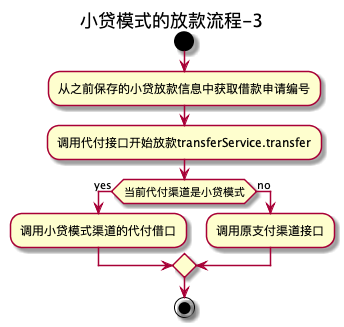 小贷模式的放款流程-3
从之前保存的小贷放款信息中获取借款申请编号
调用代付接口开始放款transferService.transfer
yes
当前代付渠道是小贷模式
no
调用小贷模式渠道的代付借口
调用原支付渠道接口